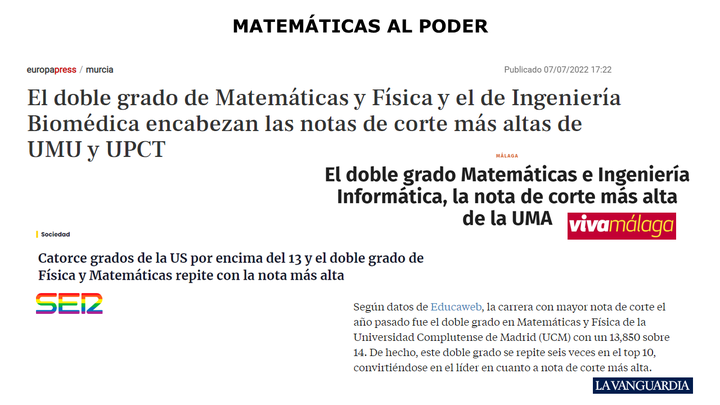 MATEMÁTICAS AL PODER
europapress / murcia
Publicado 07/07/2022 17:22
El doble grado de Matemáticas y Física y el de Ingeniería
Biomédica encabezan las notas de corte más altas de
UMU y UPCT
MÁLAGA
El doble grado Matemáticas e Ingeniería
Informática, la nota de corte más alta
de la UMA
vivamálaga
Sociedad
Catorce grados de la US por encima del 13 y el doble grado de
Física y Matemáticas repite con la nota más alta
SER
Según datos de Educaweb, la carrera con mayor nota de corte el
año pasado fue el doble grado en Matemáticas y Física de la
Universidad Complutense de Madrid (UCM) con un 13,850 sobre
14. De hecho, este doble grado se repite seis veces en el top 10,
convirtiéndose en el líder en cuanto a nota de corte más alta.
LA VANGUARDIA